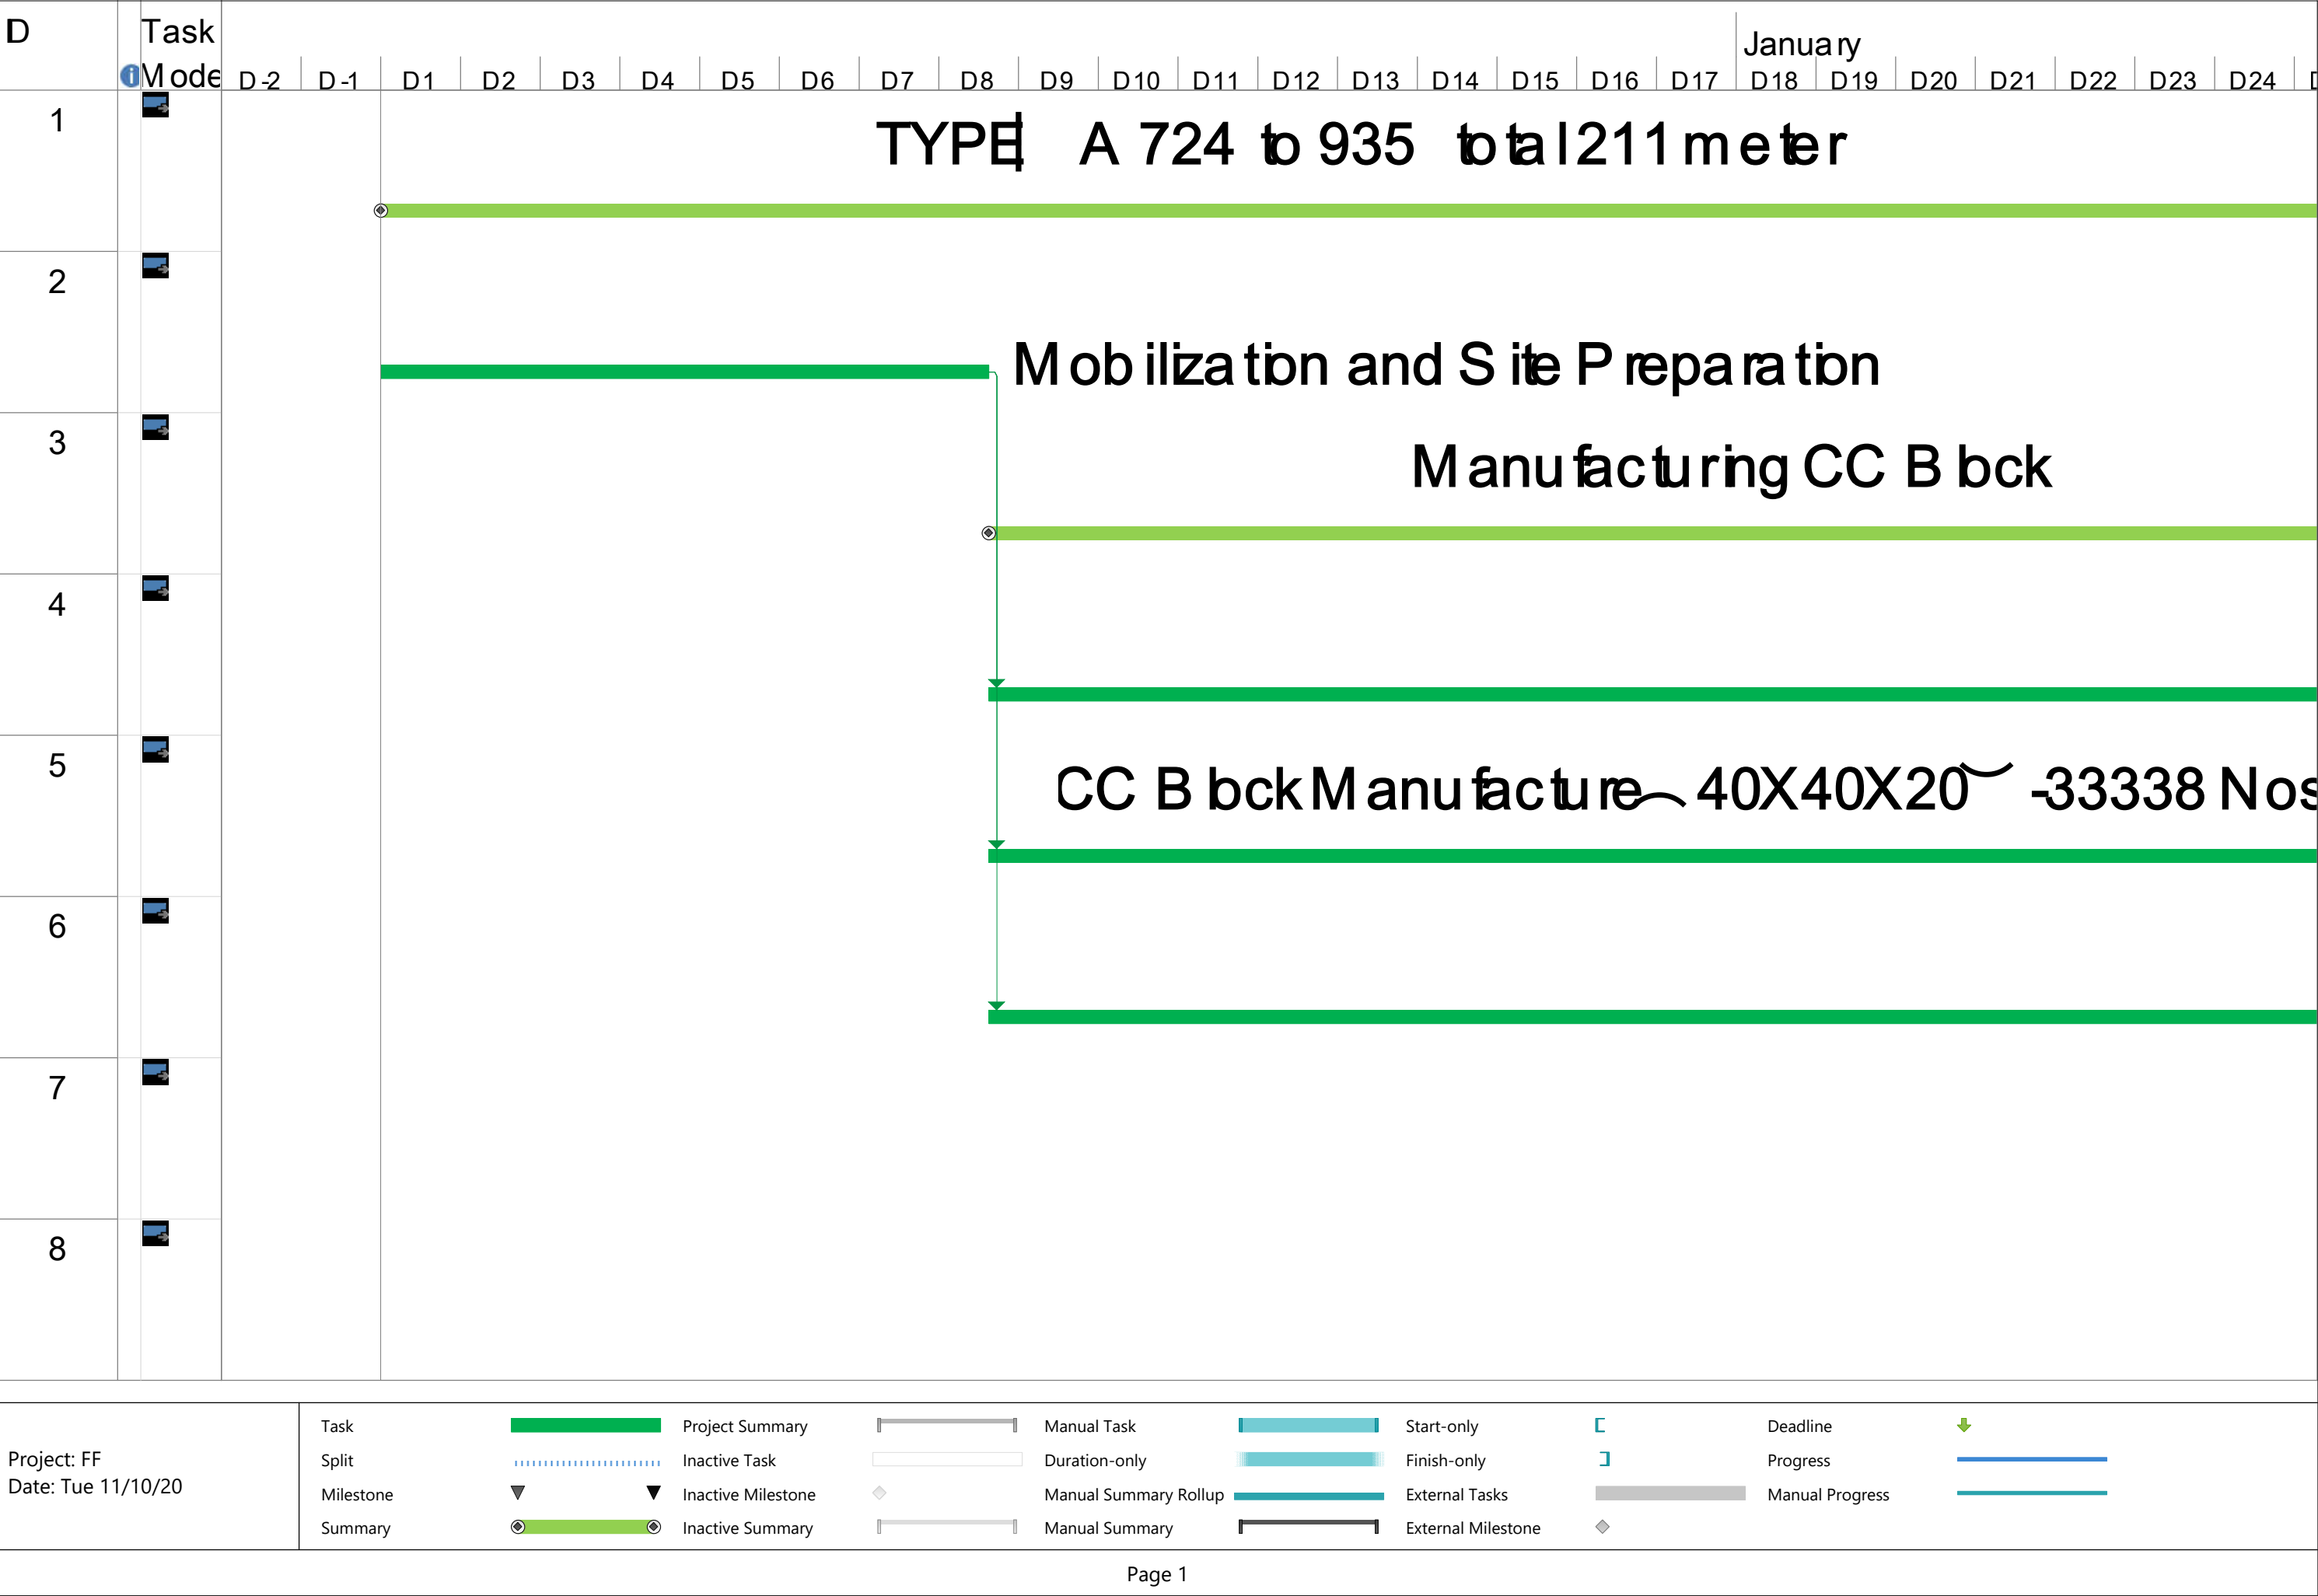 D Task
Mode
January
D-2 D-1 D1 D2 D3 D4 D5 D6 D7 D8 D9 D10 D11 D12 D13 D14 D15 D16 D17 D18 D19 D20 D21 D22 D23 D24
1
TYPE A 724 to 935 total 211 meter
2
Mobilization and Site Preparation
3
Manufacturing CC Block
4
5
CC Block Manufacture（40X40X20）-33338 Nos
6
7
8
Project: FF
Date: Tue 11/10/20
Task Project Summary Manual Task Start-only Deadline
Split Inactive Task Duration-only Finish-only Progress
Milestone Inactive Milestone Manual Summary Rollup External Tasks Manual Progress
Summary Inactive Summary Manual Summary External Milestone
Page 1